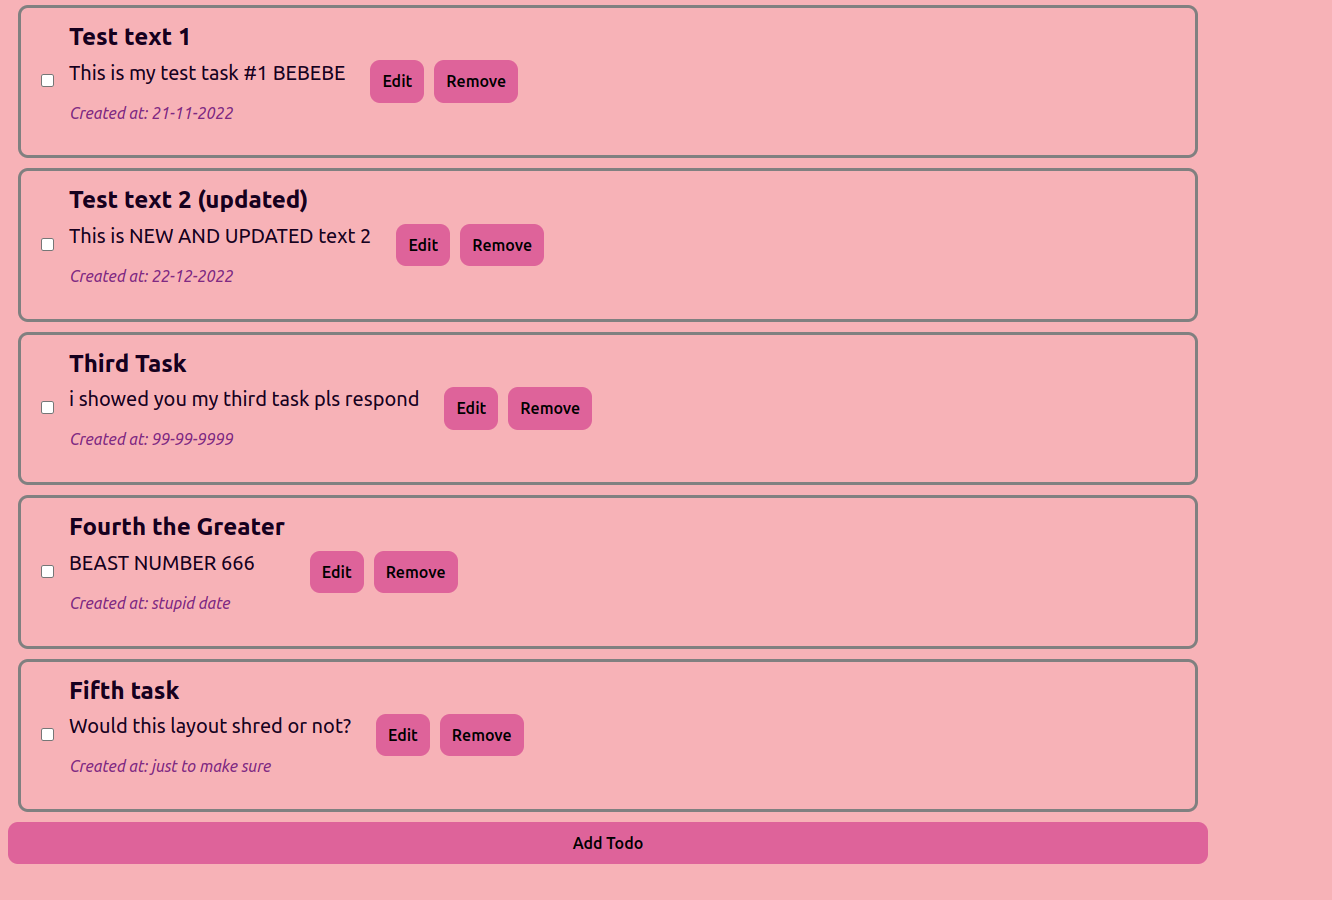 Test text 1
This is my test task #1 BEBEBE
Edit
Remove
Created at: 21-11-2022
Test text 2 (updated)
This is NEW AND UPDATED text 2
Edit
Remove
Created at: 22-12-2022
Third Task
i showed you my third task pls respond
Edit
Remove
Created at: 99-99-9999
Fourth the Greater
BEAST NUMBER 666
Edit
Remove
Created at: stupid date
Fifth task
Would this layout shred or not?
Edit
Remove
Created at: just to make sure
Add Todo